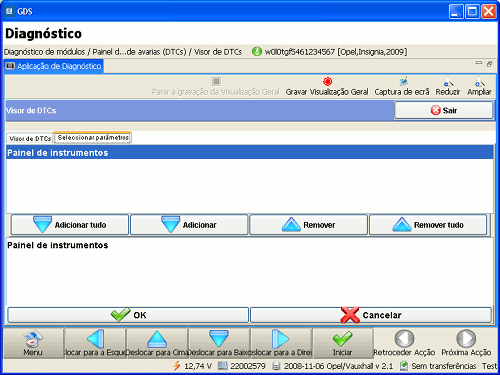 GDS
Diagnóstico
Diagnóstico de módulos / Painel d...de avarias (DTCs) / Visor de DTCs w0l0tgf5461234567 [Opel,Insignia,2009]
Aplicação de Diagnóstico
Parar a gravação da Visualização Geral Gravar Visualização Geral Captura de ecrã Reduzir Ampliar
Visor de DTCs Sair
Visor de DTCs Seleccionar parâmetros
Painel de instrumentos
Adicionar tudo Adicionar Remover Remover tudo
Painel de instrumentos
OK Cancelar
Menu locar para a Esque Deslocar para Cima Deslocar para Baixo locar para a Direi Iniciar Retroceder Acção Próxima Acção
12,74 V 22002579 2008-11-06 Opel/Vauxhall v 2.1 Sem transferências Test